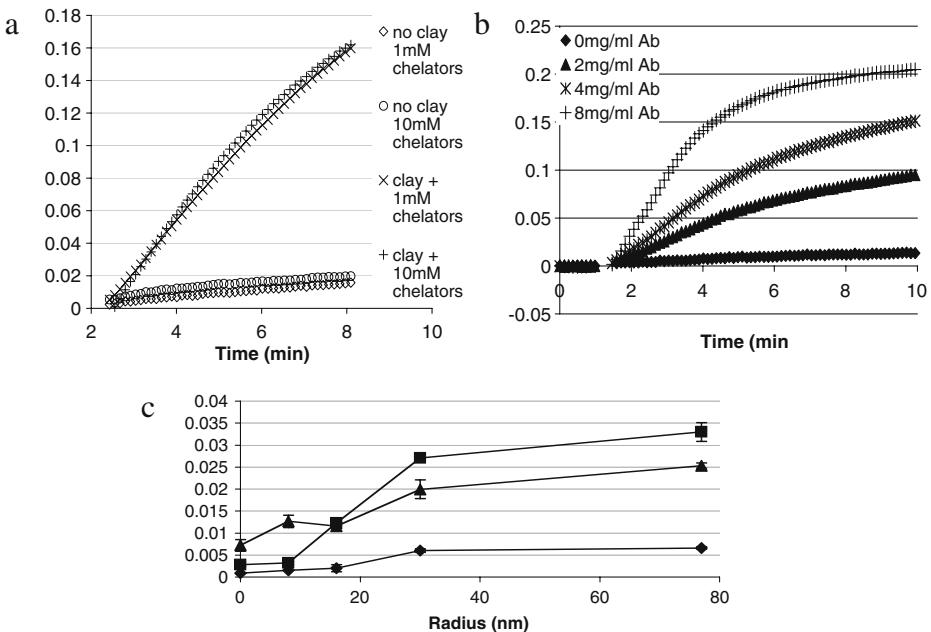 a
0.18
0.16
0.14
0.12
0.1
0.08
0.06
0.04
0.02
0
2
4
6
8
10
Time (min)
no clay
1mM
chelators
no clay
10mM
chelators
clay +
1mM
chelators
clay +
10mM
chelators
b
0.25
0.2
0.15
0.1
0.05
0
-0.05
0
2
4
6
8
10
0mg/ml Ab
2mg/ml Ab
4mg/ml Ab
8mg/ml Ab
Time (min
c
0.04
0.035
0.03
0.025
0.02
0.015
0.01
0.005
0
0
20
40
60
80
Radius (nm)